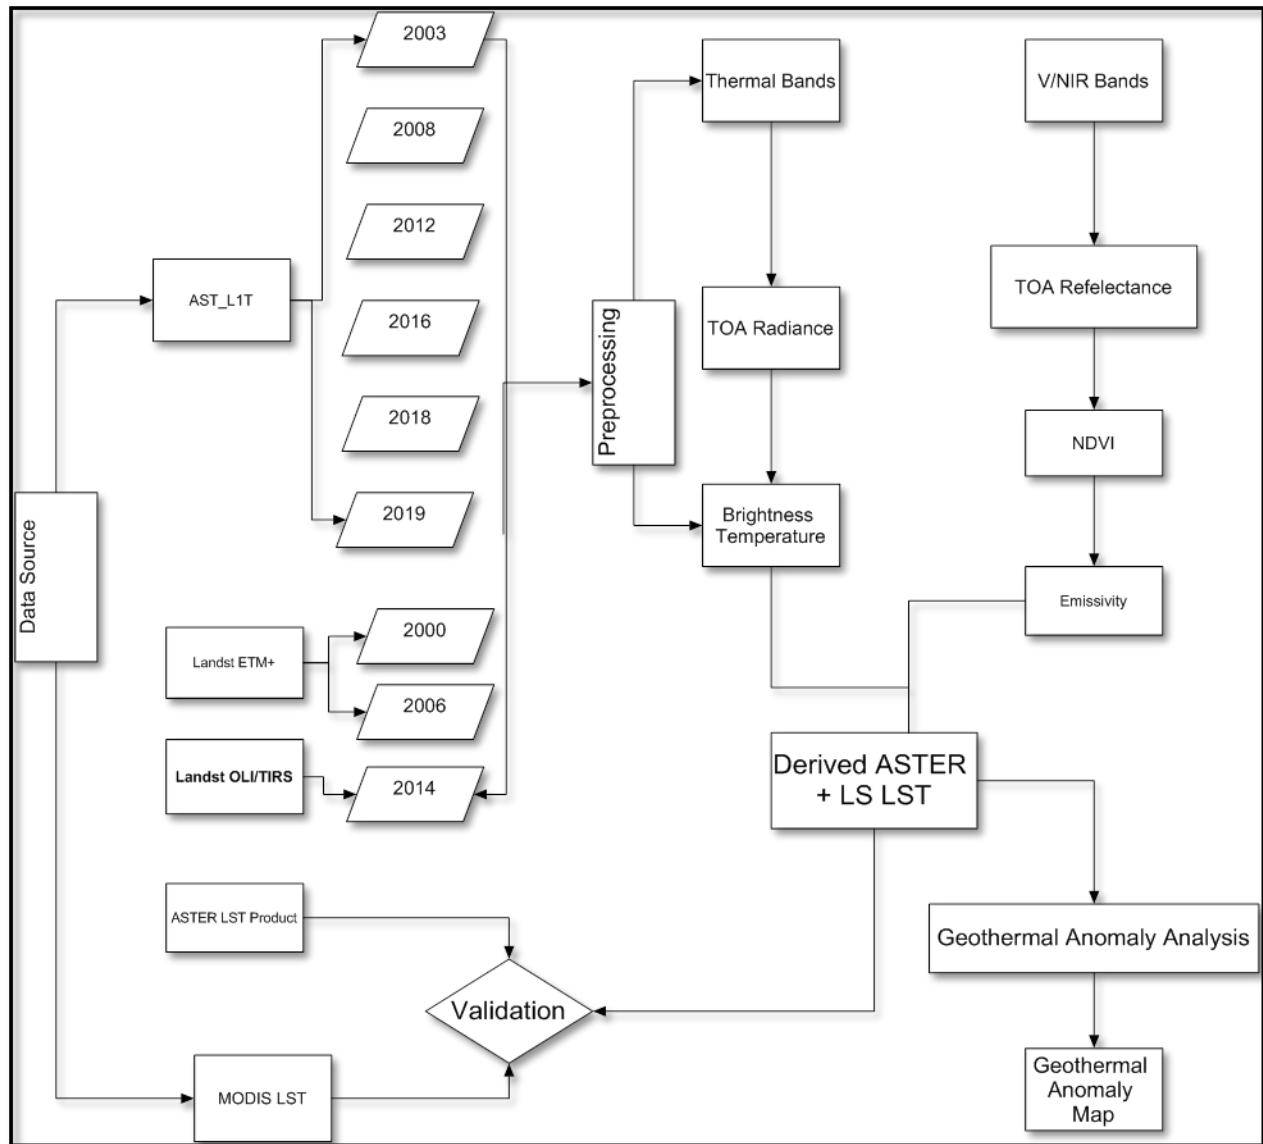 2003
2008
2012
2016
2018
2019
AST_L1T
Data Source
Landst ETM+
2000
2006
Landst OLI/TIRS
2014
ASTER LST Product
Validation
MODIS LST
Preprocessing
Thermal Bands
TOA Radiance
Brightness
Temperature
V/NIR Bands
TOA Refelectance
NDVI
Emissivity
Derived ASTER
+ LS LST
Geothermal Anomaly Analysis
Geothermal
Anomaly
Map